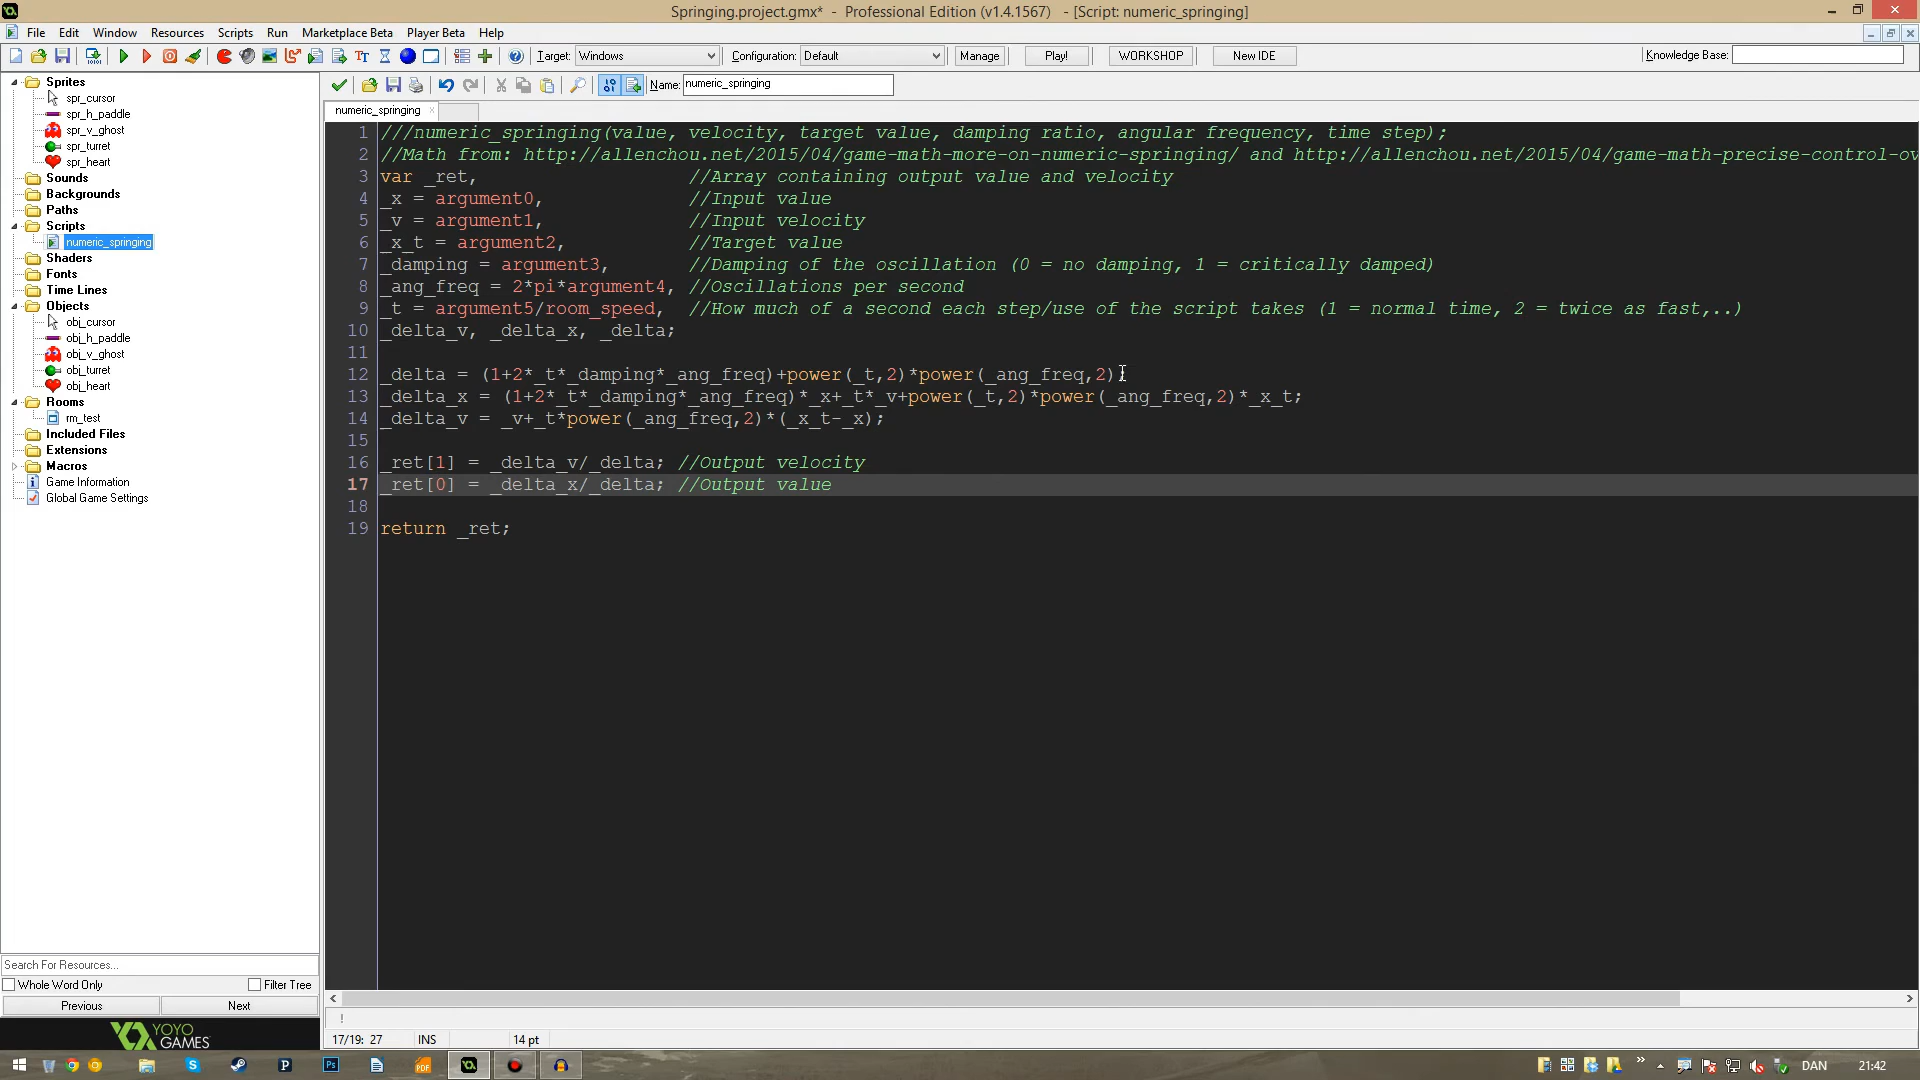 Springing.project.gmx* - Professional Edition (v1.4.1567) - [Script: numeric_springing]
File Edit Window Resources Scripts Run Marketplace Beta Player Beta Help
Target: Windows Configuration: Default Manage Play! WORKSHOP New IDE Knowledge Base:
Name: numeric_springing
numeric_springing
Sprites
spr_cursor
spr_h_paddle
spr_v_ghost
spr_turret
spr_heart
Sounds
Backgrounds
Paths
Scripts
numeric_springing
Shaders
Fonts
Time Lines
Objects
obj_cursor
obj_h_paddle
obj_v_ghost
obj_turret
obj_heart
Rooms
rm_test
Included Files
Extensions
Macros
Game Information
Global Game Settings
Search For Resources...
Whole Word Only Filter Tree
Previous Next
YOYO GAMES
1 ///numeric_springing(value, velocity, target value, damping ratio, angular frequency, time step);
2 //Math from: http://allenchou.net/2015/04/game-math-more-on-numeric-springing/ and http://allenchou.net/2015/04/game-math-precise-control-ov
3 var _ret, //Array containing output value and velocity
4 _x = argument0, //Input value
5 _v = argument1, //Input velocity
6 _x_t = argument2, //Target value
7 _damping = argument3, //Damping of the oscillation (0 = no damping, 1 = critically damped)
8 _ang_freq = 2*pi*argument4, //Oscillations per second
9 _t = argument5/room_speed, //How much of a second each step/use of the script takes (1 = normal time, 2 = twice as fast,..)
10 _delta_v, _delta_x, _delta;
11
12 _delta = (1+2*_t*_damping*_ang_freq)+power(_t,2)*power(_ang_freq,2);
13 _delta_x = (1+2*_t*_damping*_ang_freq)*_x+_t*_v+power(_t,2)*power(_ang_freq,2)*_x_t;
14 _delta_v = _v+_t*power(_ang_freq,2)*(_x_t-_x);
15
16 _ret[1] = _delta_v/_delta; //Output velocity
17 _ret[0] = _delta_x/_delta; //Output value
18
19 return _ret;
17/19: 27 INS 14 pt
DAN 21:42